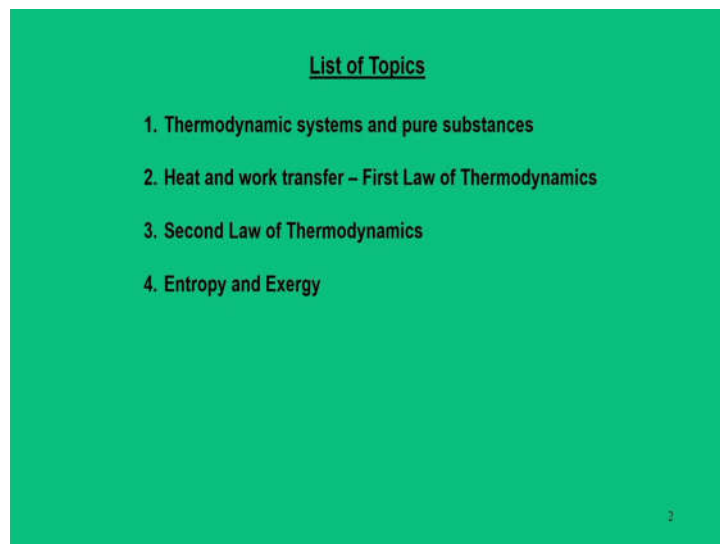 List of Topics
1. Thermodynamic systems and pure substances
2. Heat and work transfer – First Law of Thermodynamics
3. Second Law of Thermodynamics
4. Entropy and Exergy
2